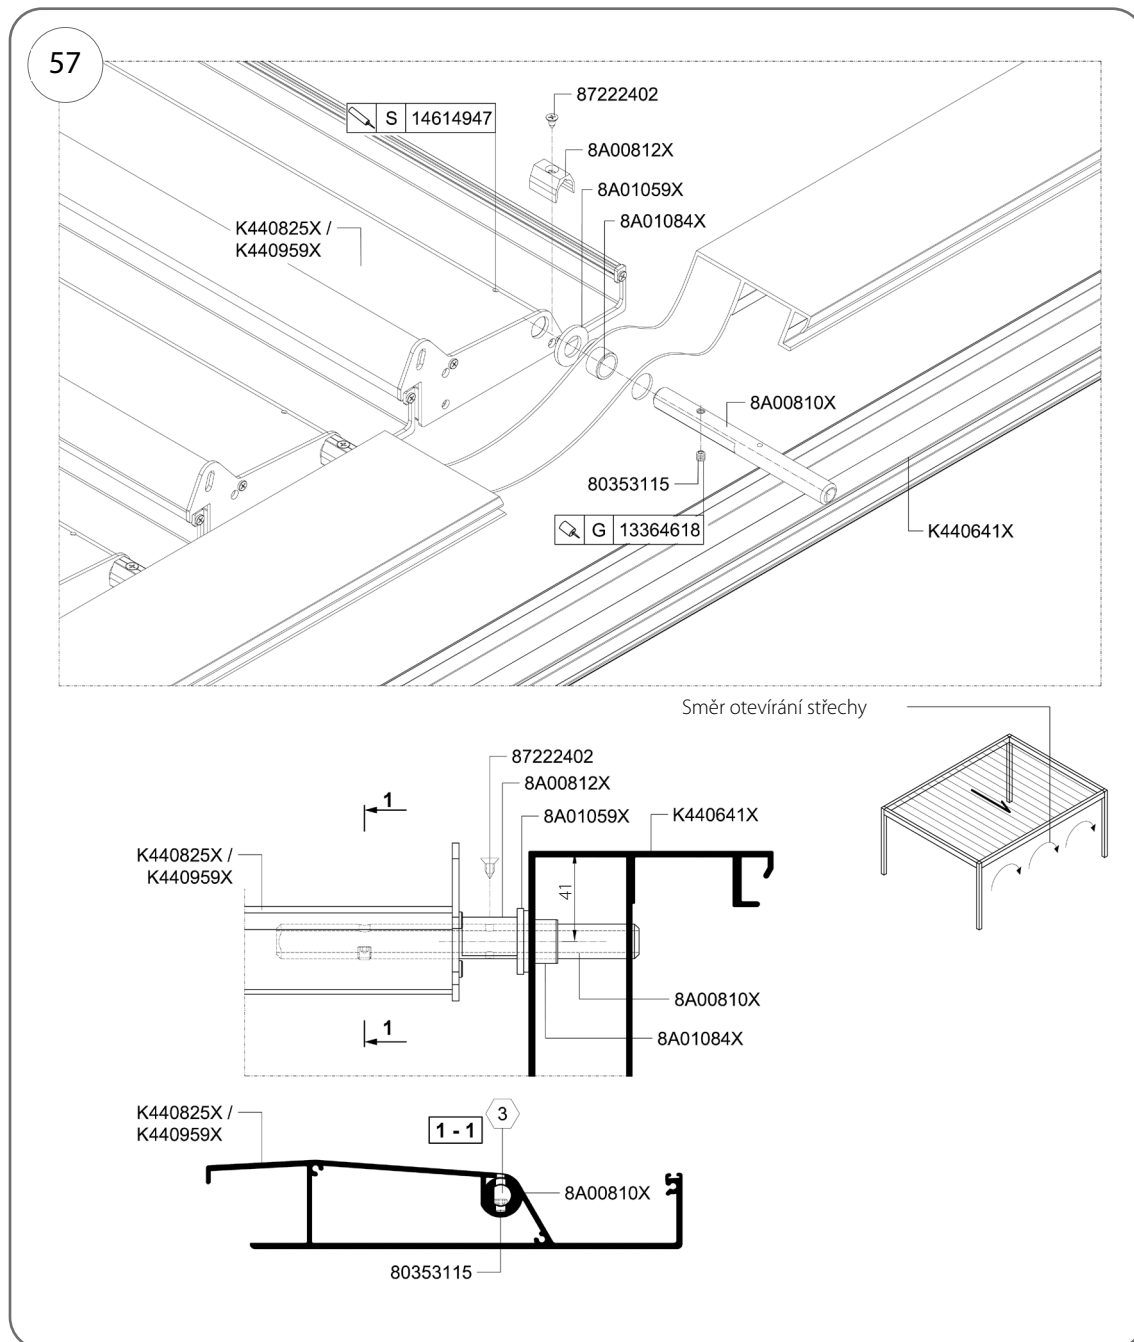 57
87222402
S 14614947
8A00812X
8A01059X
8A01084X
K440825X /
K440959X
8A00810X
80353115
G 13364618
K440641X
Směr otevírání střechy
87222402
8A00812X
1
8A01059X
K440641X
K440825X /
K440959X
41
8A00810X
1
8A01084X
K440825X /
K440959X
1 - 1
3
8A00810X
80353115